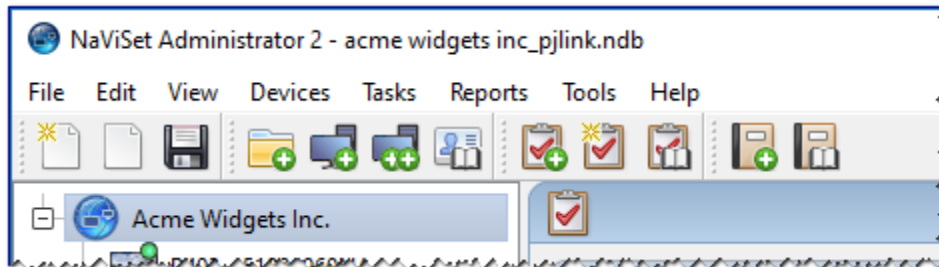 NaViSet Administrator 2 - acme widgets inc_pjlink.ndb
File Edit View Devices Tasks Reports Tools Help
Acme Widgets Inc.